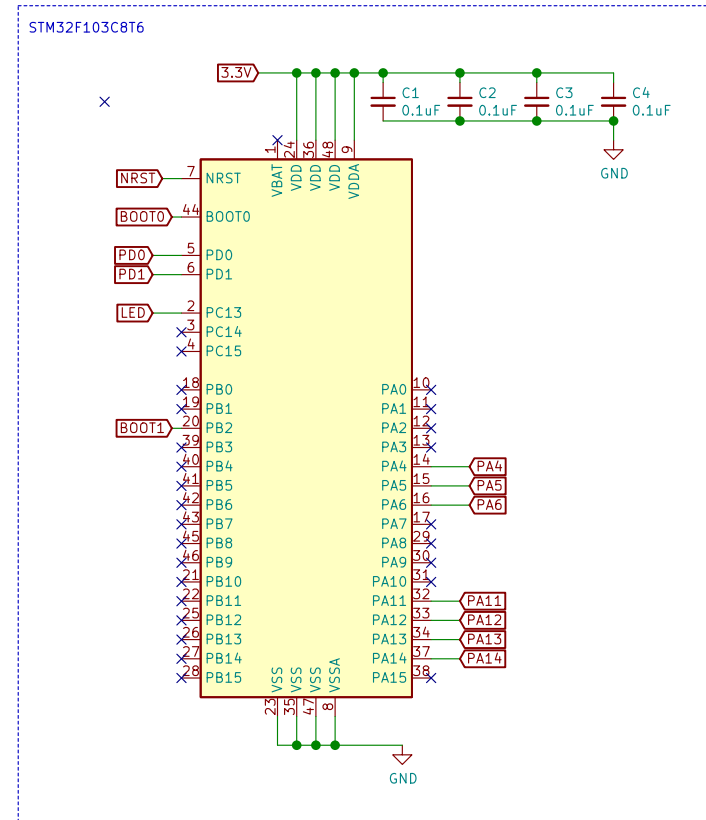 STM32F103C8T6
3.3V
C1
0.1uF
C2
0.1uF
C3
0.1uF
C4
0.1uF
GND
1 24 36 48 9
VBAT VDD VDD VDD VDDA
NRST 7 NRST
BOOT0 44 BOOT0
PD0 5 PD0
PD1 6 PD1
LED 2 PC13
3 PC14
4 PC15
18 PB0 PA0 10
19 PB1 PA1 11
BOOT1 20 PB2 PA2 12
39 PB3 PA3 13
40 PB4 PA4 14 PA4
41 PB5 PA5 15 PA5
42 PB6 PA6 16 PA6
43 PB7 PA7 17
45 PB8 PA8 29
46 PB9 PA9 30
21 PB10 PA10 31
22 PB11 PA11 32 PA11
25 PB12 PA12 33 PA12
26 PB13 PA13 34 PA13
27 PB14 PA14 37 PA14
28 PB15 PA15 38
VSS VSS VSS VSSA
23 35 47 8
GND